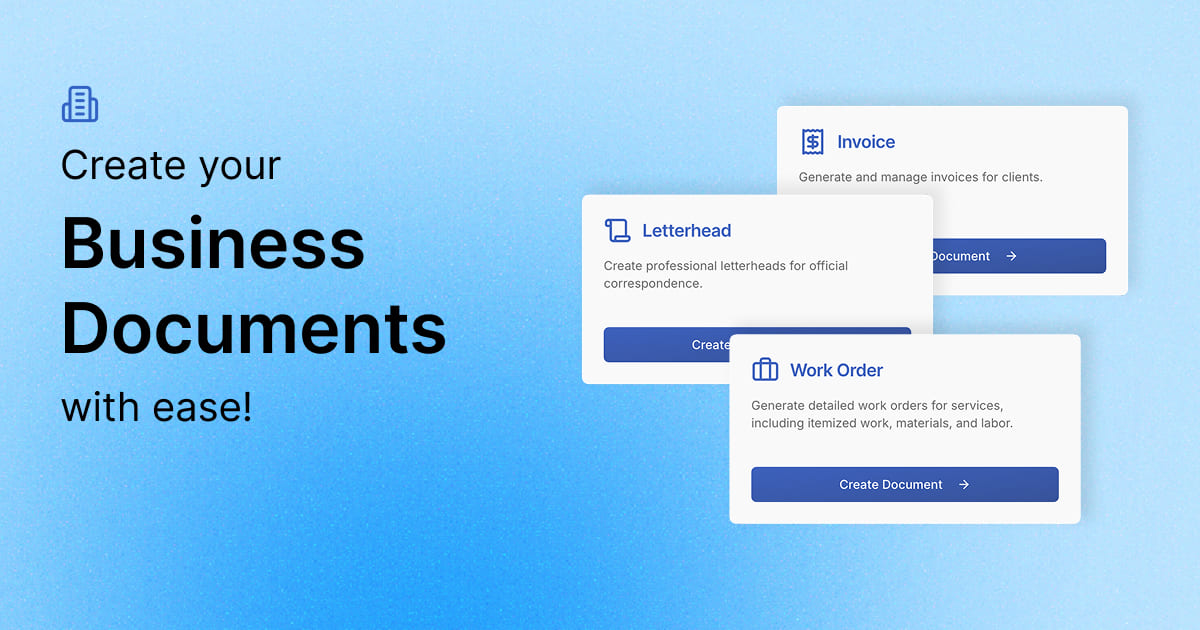 Create your
Business
Documents
with ease!
Invoice
Generate and manage invoices for clients.
Document
Letterhead
Create professional letterheads for official
correspondence.
Create
Work Order
Generate detailed work orders for services,
including itemized work, materials, and labor.
Create Document